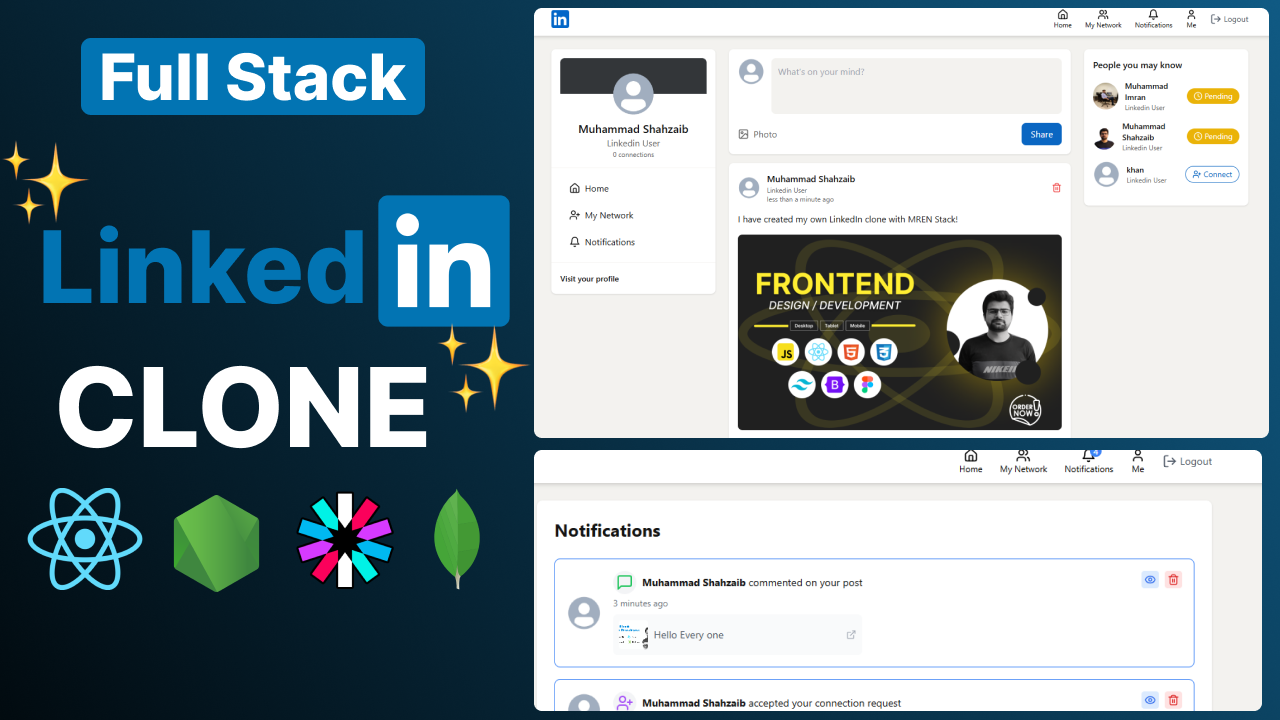 Full Stack
Linked in
CLONE
in
Home
My Network
Notifications
Me
Logout
Muhammad Shahzaib
Linkedin User
0 connections
Home
My Network
Notifications
Visit your profile
What's on your mind?
Photo
Share
Muhammad Shahzaib
Linkedin User
less than a minute ago
I have created my own LinkedIn clone with MREN Stack!
FRONTEND
DESIGN / DEVELOPMENT
Desktop
Tablet
Mobile
JS
B
NIKE
ORDER
NOW!
People you may know
Muhammad
Imran
Linkedin User
Pending
Muhammad
Shahzaib
Linkedin User
Pending
khan
Linkedin User
Connect
Home
My Network
Notifications
Me
Logout
Notifications
Muhammad Shahzaib commented on your post
3 minutes ago
Hello Every one
Muhammad Shahzaib accepted your connection request